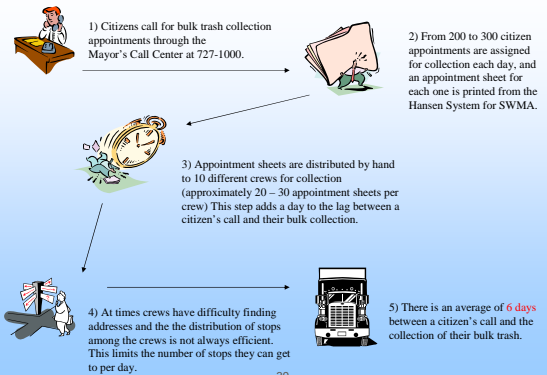 1) Citizens call for bulk trash collection
appointments through the
Mayor's Call Center at 727-1000.
2) From 200 to 300 citizen
appointments are assigned
for collection each day, and
an appointment sheet for
each one is printed from the
Hansen System for SWMA.
3) Appointment sheets are distributed by hand
to 10 different crews for collection
(approximately 20 – 30 appointment sheets per
crew) This step adds a day to the lag between a
citizen's call and their bulk collection.
4) At times crews have difficulty finding
addresses and the the distribution of stops
among the crews is not always efficient.
This limits the number of stops they can get
to per day.
5) There is an average of 6 days
between a citizen's call and the
collection of their bulk trash.